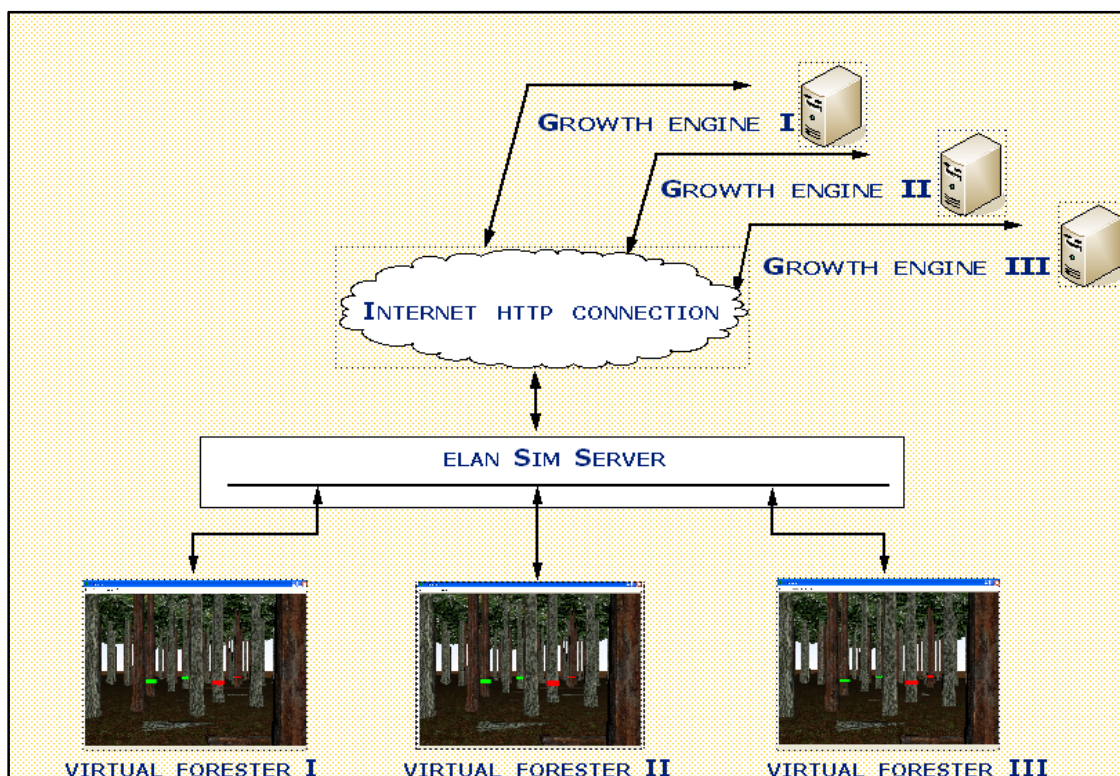 GROWTH ENGINE I
GROWTH ENGINE II
GROWTH ENGINE III
INTERNET HTTP CONNECTION
ELAN SIM SERVER
VIRTUAL FORESTER I
VIRTUAL FORESTER II
VIRTUAL FORESTER III